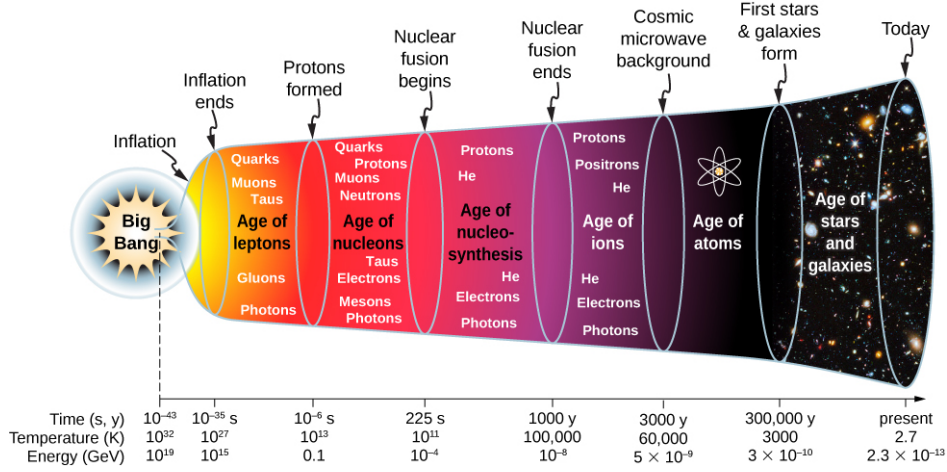 Inflation
Inflation
ends
Protons
formed
Nuclear
fusion
begins
Nuclear
fusion
ends
Cosmic
microwave
background
First stars
& galaxies
form
Today
Big
Bang
Quarks
Muons
Taus
Age of
leptons
Gluons
Photons
Quarks
Protons
Muons
Neutrons
Age of
nucleons
Taus
Electrons
Mesons
Photons
Protons
He
Age of
nucleo-
synthesis
He
Electrons
Photons
Protons
Positrons
He
Age of
ions
He
Electrons
Photons
Age of
atoms
Age of
stars
and
galaxies
Time (s, y) 10⁻⁴³ 10⁻³⁵ s 10⁻⁶ s 225 s 1000 y 3000 y 300,000 y present
Temperature (K) 10³² 10²⁷ 10¹³ 10¹¹ 100,000 60,000 3000 2.7
Energy (GeV) 10¹⁹ 10¹⁵ 0.1 10⁻⁴ 10⁻⁸ 5 × 10⁻⁹ 3 × 10⁻¹⁰ 2.3 × 10⁻¹³